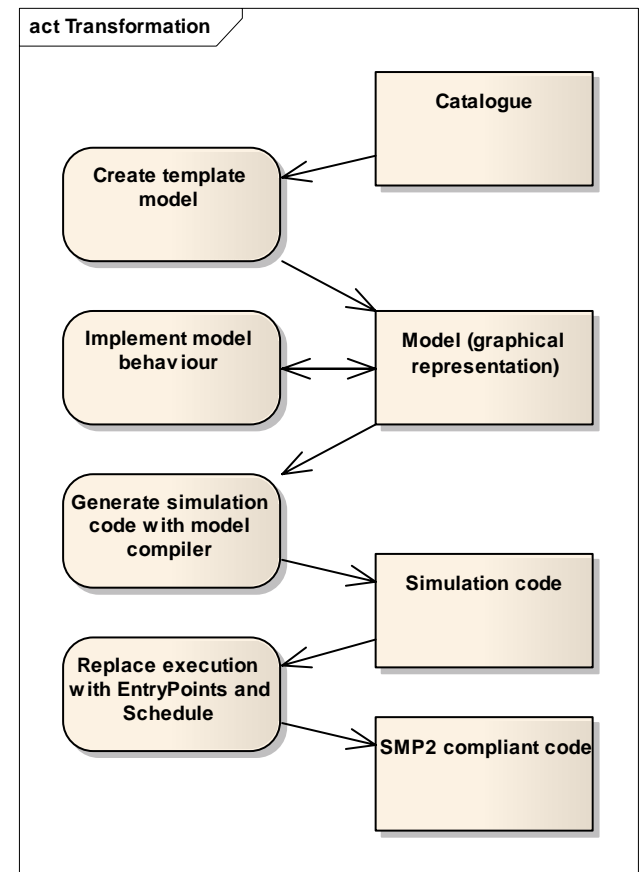 act Transformation
Catalogue
Create template
model
Implement model
behaviour
Model (graphical
representation)
Generate simulation
code with model
compiler
Simulation code
Replace execution
with EntryPoints and
Schedule
SMP2 compliant code